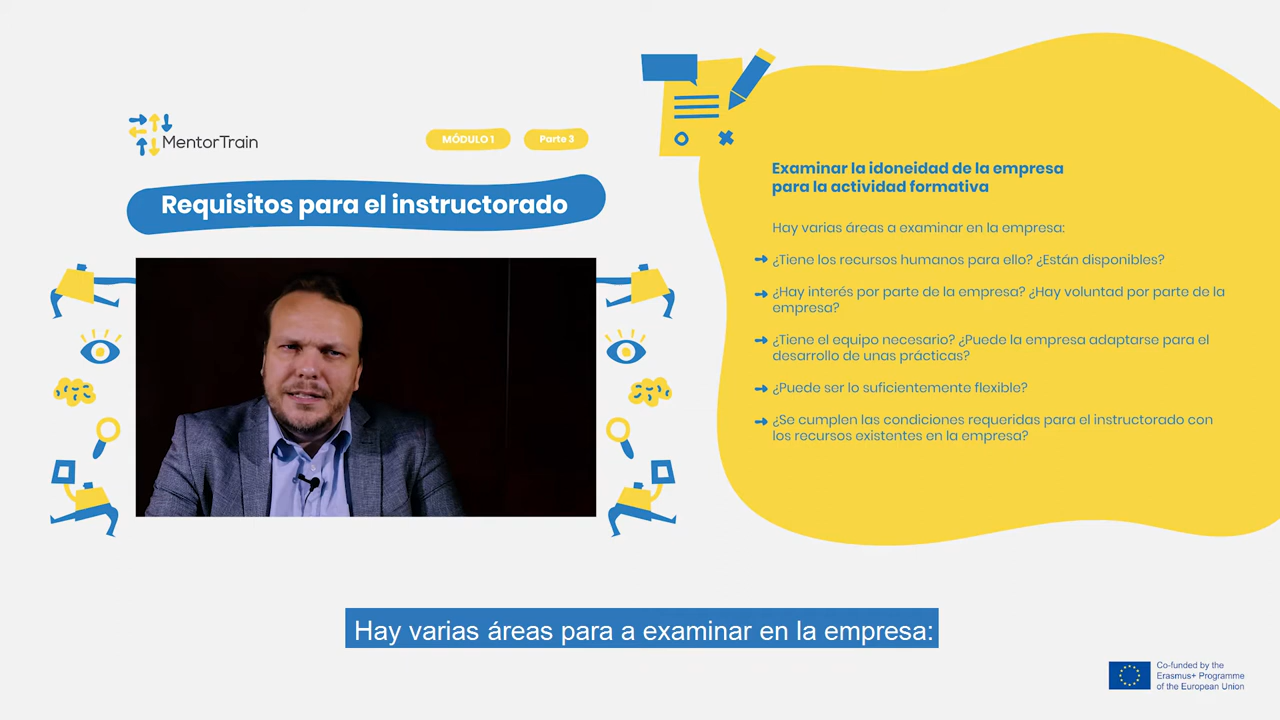 MentorTrain
MÓDULO 1
Parte 3
Requisitos para el instructorado
Examinar la idoneidad de la empresa
para la actividad formativa
Hay varias áreas a examinar en la empresa:
¿Tiene los recursos humanos para ello? ¿Están disponibles?
¿Hay interés por parte de la empresa? ¿Hay voluntad por parte de la
empresa?
¿Tiene el equipo necesario? ¿Puede la empresa adaptarse para el
desarrollo de unas prácticas?
¿Puede ser lo suficientemente flexible?
¿Se cumplen las condiciones requeridas para el instructorado con
los recursos existentes en la empresa?
Hay varias áreas para a examinar en la empresa:
Co-funded by the
Erasmus+ Programme
of the European Union